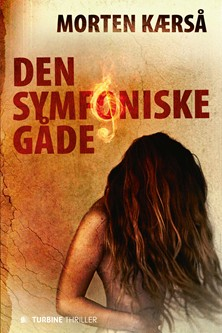 MORTEN KÆRSÅ
DEN
SYMFONISKE
GÅDE
TURBINE THRILLER